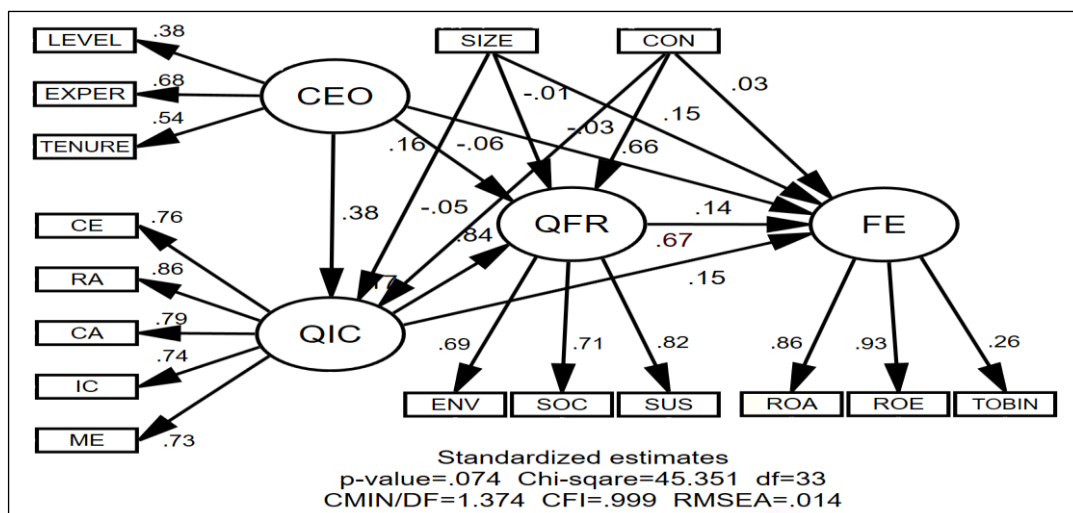 LEVEL
.38
SIZE
CON
EXPER
.68
CEO
-.01
.03
TENURE
.54
.15
.16
-.06
-.03
.66
CE
.76
.38
-.05
QFR
.14
FE
.84
.67
RA
.86
.15
CA
.79
QIC
IC
.74
.69
.71
.82
.86
.93
.26
ME
.73
ENV
SOC
SUS
ROA
ROE
TOBIN
Standardized estimates
p-value=.074 Chi-sqare=45.351 df=33
CMIN/DF=1.374 CFI=.999 RMSEA=.014